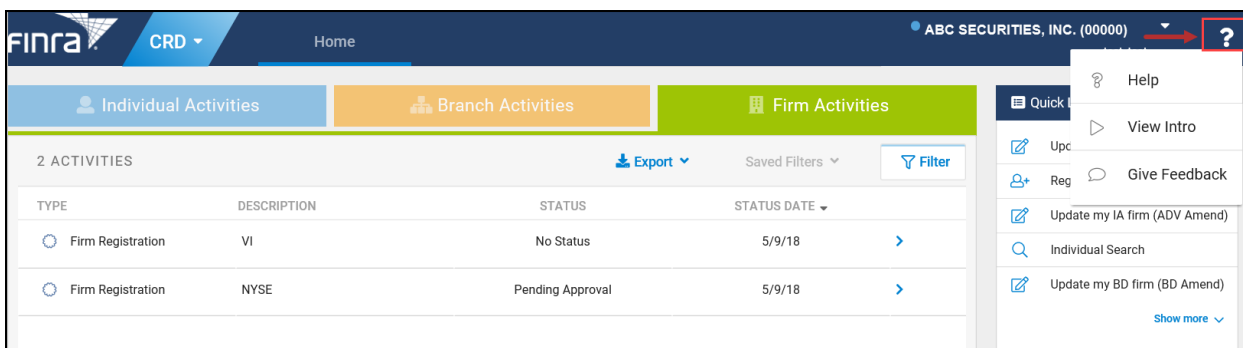 finra
CRD
Home
ABC SECURITIES, INC. (00000)
?
Help
View Intro
Give Feedback
Individual Activities
Branch Activities
Firm Activities
2 ACTIVITIES
Export
Saved Filters
Filter
TYPE DESCRIPTION STATUS STATUS DATE
Firm Registration VI No Status 5/9/18
Firm Registration NYSE Pending Approval 5/9/18
Quick
Reg
Update my IA firm (ADV Amend)
Individual Search
Update my BD firm (BD Amend)
Show more